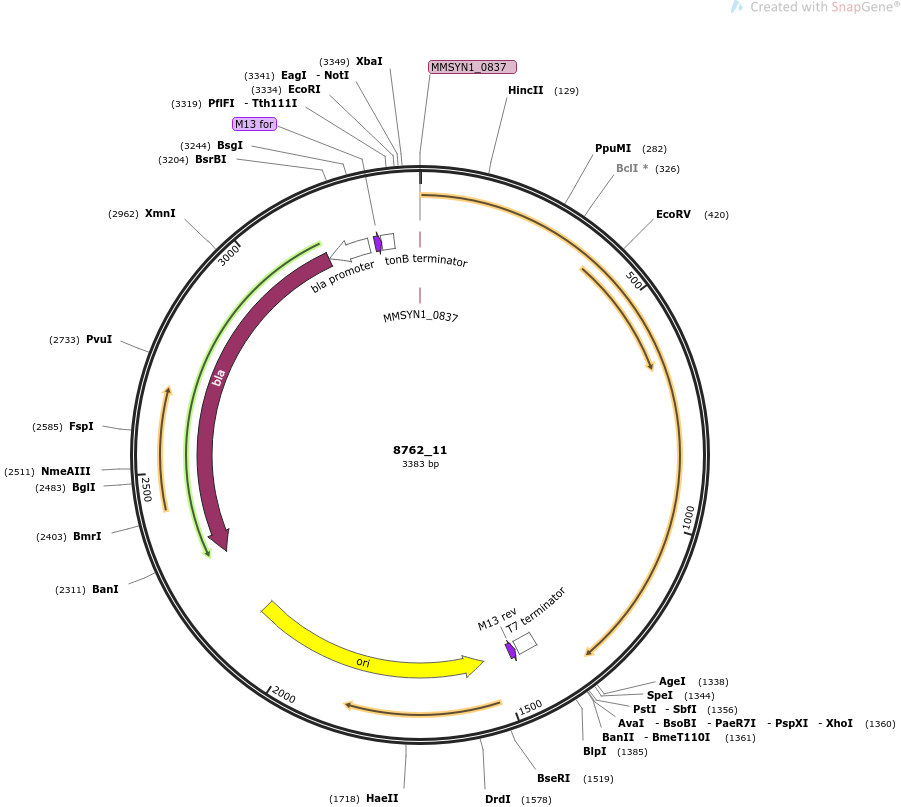 Created with SnapGene®
(3349) XbaI
MMSYN1_0837
(3341) EagI - NotI
(3334) EcoRI
HincII (129)
(3319) PflFI - Tth111I
M13 for
(3244) BsgI
PpuMI (282)
(3204) BsrBI
BclI * (326)
(2962) XmnI
EcoRV (420)
3000
tonB terminator
bla promoter
500
MMSYN1_0837
(2733) PvuI
bla
(2585) FspI
8762_11
3383 bp
(2511) NmeAIII
(2483) BglI
2500
1000
(2403) BmrI
(2311) BanI
T7 terminator
M13 rev
ori
AgeI (1338)
SpeI (1344)
2000
PstI - SbfI (1356)
1500
AvaI - BsoBI - PaeR7I - PspXI - XhoI (1360)
BanII - BmeT110I (1361)
BlpI (1385)
BseRI (1519)
(1718) HaeII
DrdI (1578)